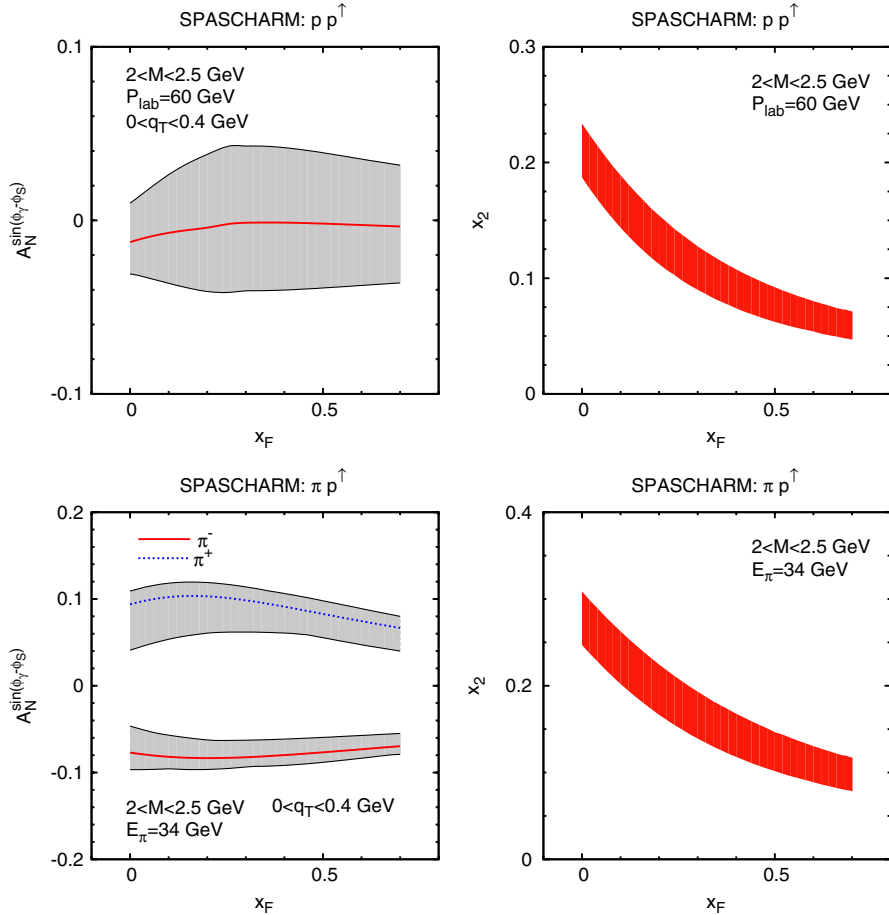 SPASCHARM: p p↑
0.1
0
-0.1
2<M<2.5 GeV
P_lab=60 GeV
0<q_T<0.4 GeV
A_N^sin(ϕ_γ-ϕ_S)
0 0.5
x_F
SPASCHARM: p p↑
0.3
0.2
0.1
0
2<M<2.5 GeV
P_lab=60 GeV
x_2
0 0.5
x_F
SPASCHARM: π p↑
0.2
0.1
0
-0.1
-0.2
π^-
π^+
2<M<2.5 GeV 0<q_T<0.4 GeV
E_π=34 GeV
A_N^sin(ϕ_γ-ϕ_S)
0 0.5
x_F
SPASCHARM: π p↑
0.4
0.2
0
2<M<2.5 GeV
E_π=34 GeV
x_2
0 0.5
x_F